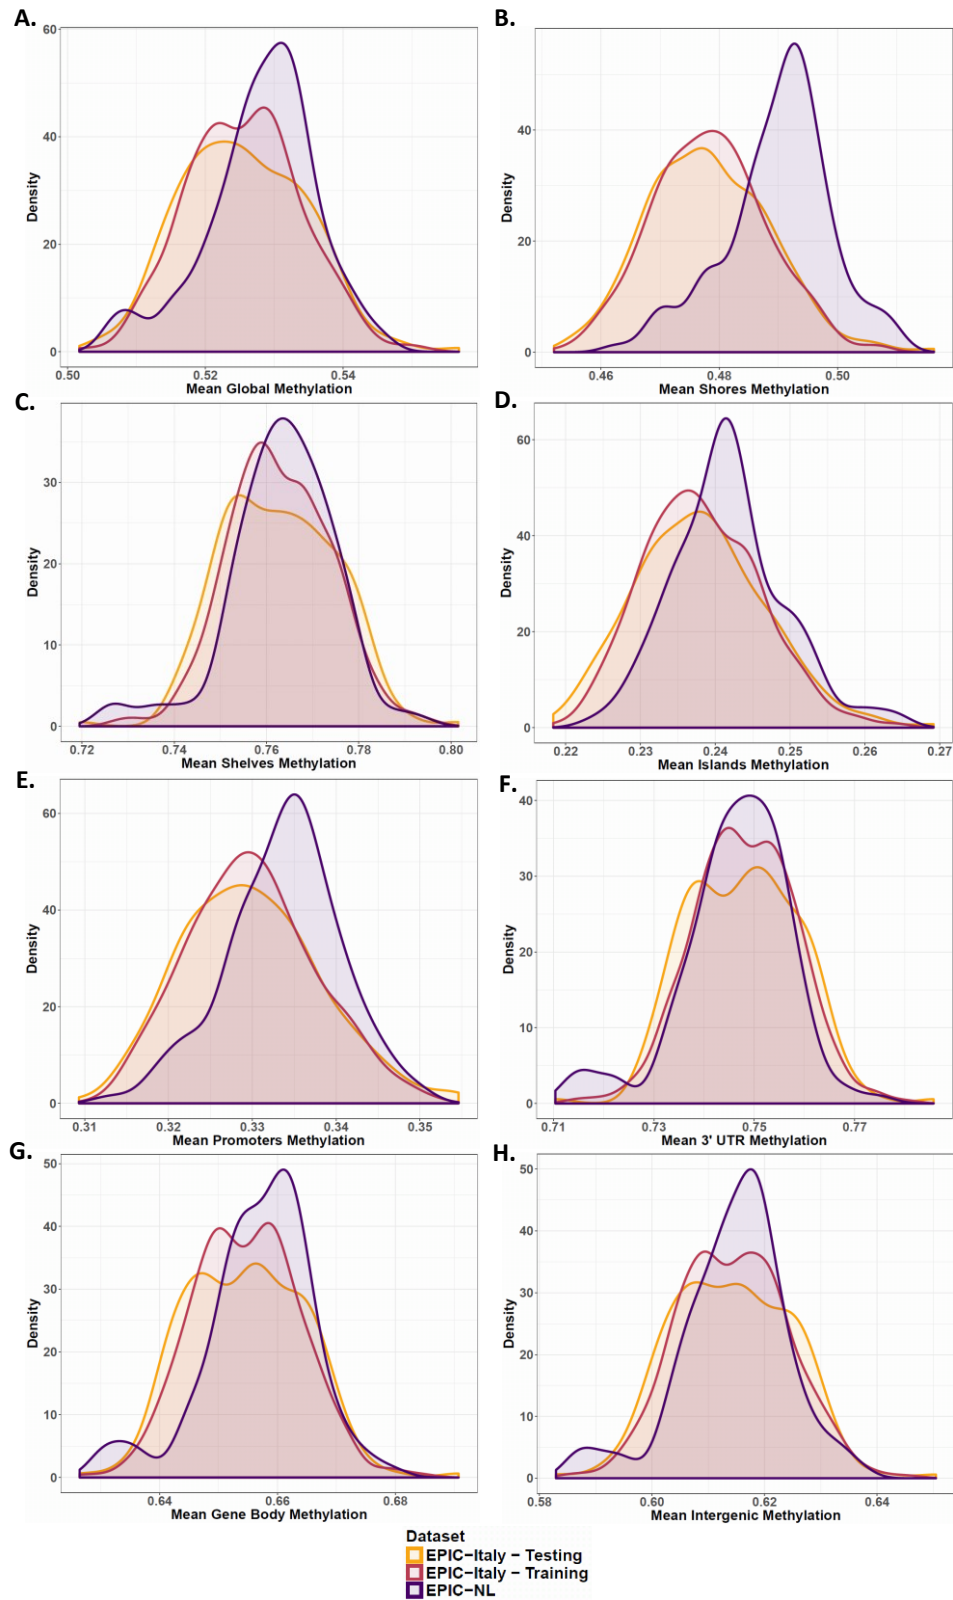 A.
60
40
20
0
Density
0.50 0.52 0.54
Mean Global Methylation
B.
40
20
0
Density
0.46 0.48 0.50
Mean Shores Methylation
C.
30
20
10
0
Density
0.72 0.74 0.76 0.78 0.80
Mean Shelves Methylation
D.
60
40
20
0
Density
0.22 0.23 0.24 0.25 0.26 0.27
Mean Islands Methylation
E.
60
40
20
0
Density
0.31 0.32 0.33 0.34 0.35
Mean Promoters Methylation
F.
40
30
20
10
0
Density
0.71 0.73 0.75 0.77
Mean 3' UTR Methylation
G.
50
40
30
20
10
0
Density
0.64 0.66 0.68
Mean Gene Body Methylation
H.
50
40
30
20
10
0
Density
0.58 0.60 0.62 0.64
Mean Intergenic Methylation
Dataset
EPIC−Italy − Testing
EPIC−Italy − Training
EPIC−NL